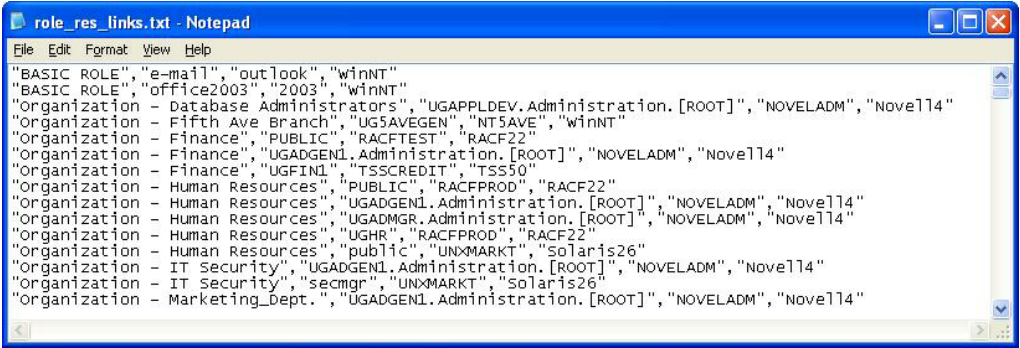 role_res_links.txt - Notepad
File Edit Format View Help
"BASIC ROLE","e-mail","outlook","WinNT"
"BASIC ROLE","office2003","2003","WinNT"
"Organization - Database Administrators","UGAPPLDEV.Administration.[ROOT]","NOVELADM","Novell4"
"Organization - Fifth Ave Branch","UG5AVEGEN","NT5AVE","WinNT"
"Organization - Finance","PUBLIC","RACFTEST","RACF22"
"Organization - Finance","UGADGEN1.Administration.[ROOT]","NOVELADM","Novell4"
"Organization - Finance","UGFIN1","TSSCREDIT","TSS50"
"Organization - Human Resources","PUBLIC","RACFPROD","RACF22"
"Organization - Human Resources","UGADGEN1.Administration.[ROOT]","NOVELADM","Novell4"
"Organization - Human Resources","UGADMGR.Administration.[ROOT]","NOVELADM","Novell4"
"Organization - Human Resources","UGHR","RACFPROD","RACF22"
"Organization - Human Resources","public","UNXMARKT","Solaris26"
"Organization - IT Security","UGADGEN1.Administration.[ROOT]","NOVELADM","Novell4"
"Organization - IT Security","secmgr","UNXMARKT","Solaris26"
"Organization - Marketing_Dept.","UGADGEN1.Administration.[ROOT]","NOVELADM","Novell4"